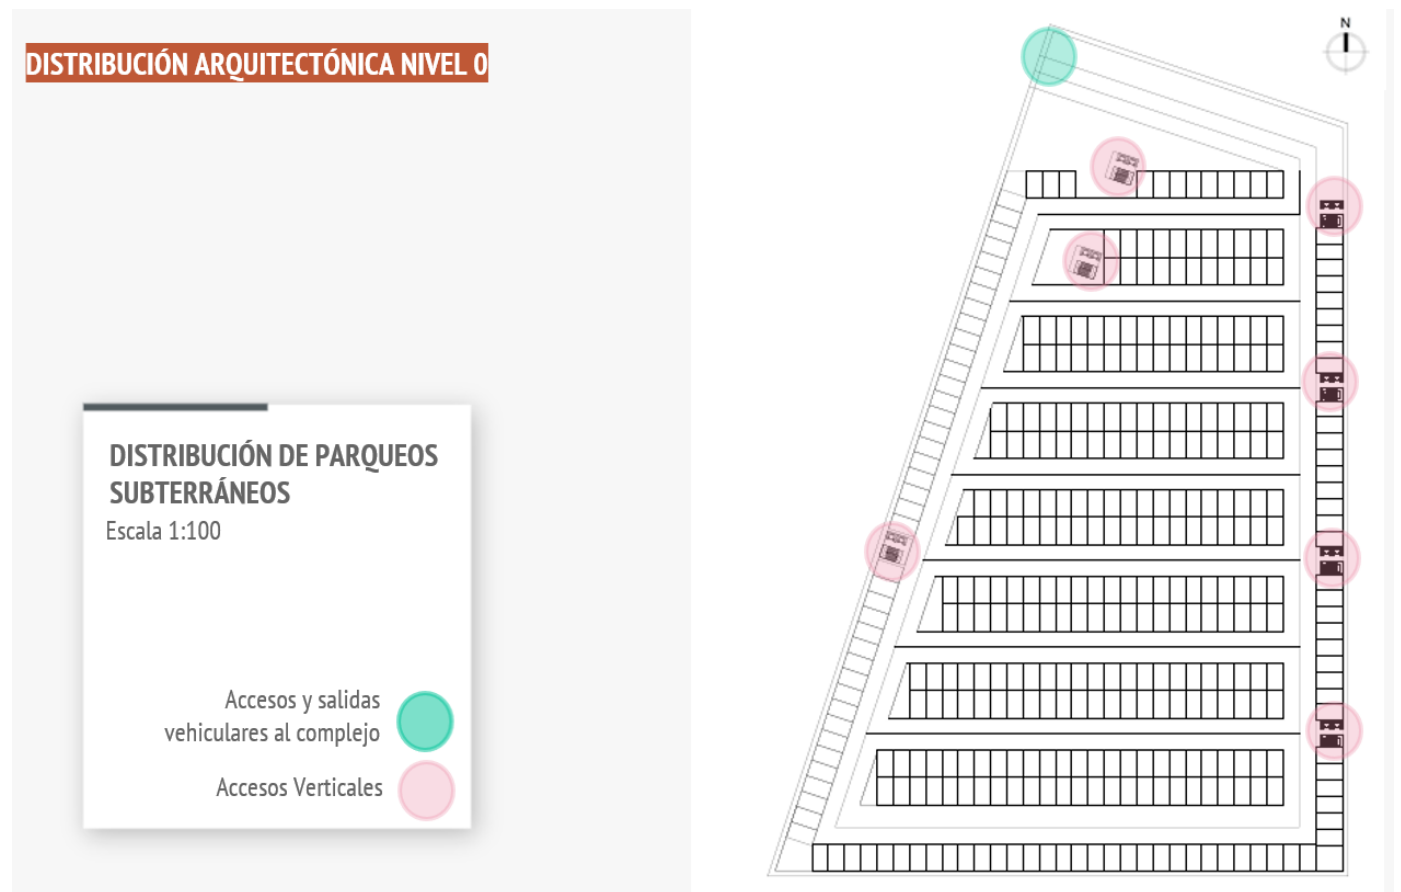 DISTRIBUCIÓN ARQUITECTÓNICA NIVEL 0
DISTRIBUCIÓN DE PARQUEOS
SUBTERRÁNEOS
Escala 1:100
Accesos y salidas
vehiculares al complejo
Accesos Verticales
N